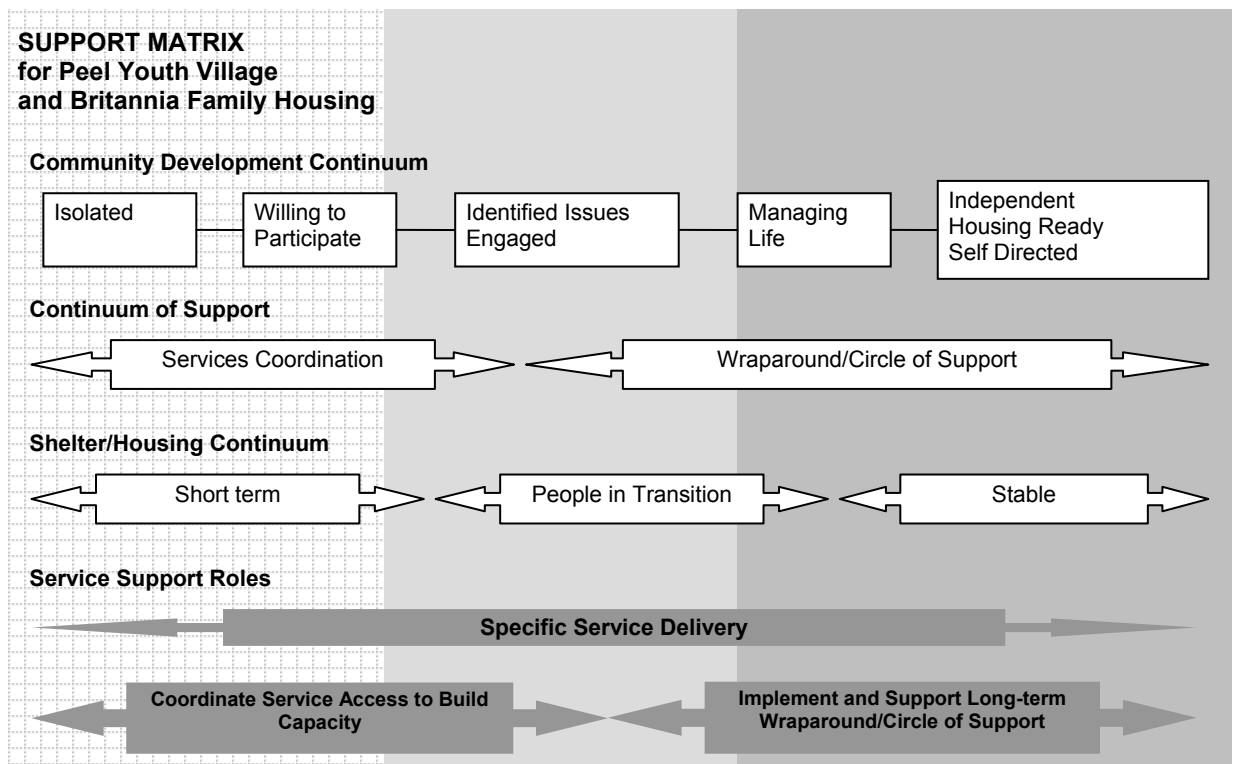 SUPPORT MATRIX
for Peel Youth Village
and Britannia Family Housing
Community Development Continuum
Isolated
Willing to
Participate
Identified Issues
Engaged
Managing
Life
Independent
Housing Ready
Self Directed
Continuum of Support
Services Coordination
Wraparound/Circle of Support
Shelter/Housing Continuum
Short term
People in Transition
Stable
Service Support Roles
Specific Service Delivery
Coordinate Service Access to Build
Capacity
Implement and Support Long-term
Wraparound/Circle of Support